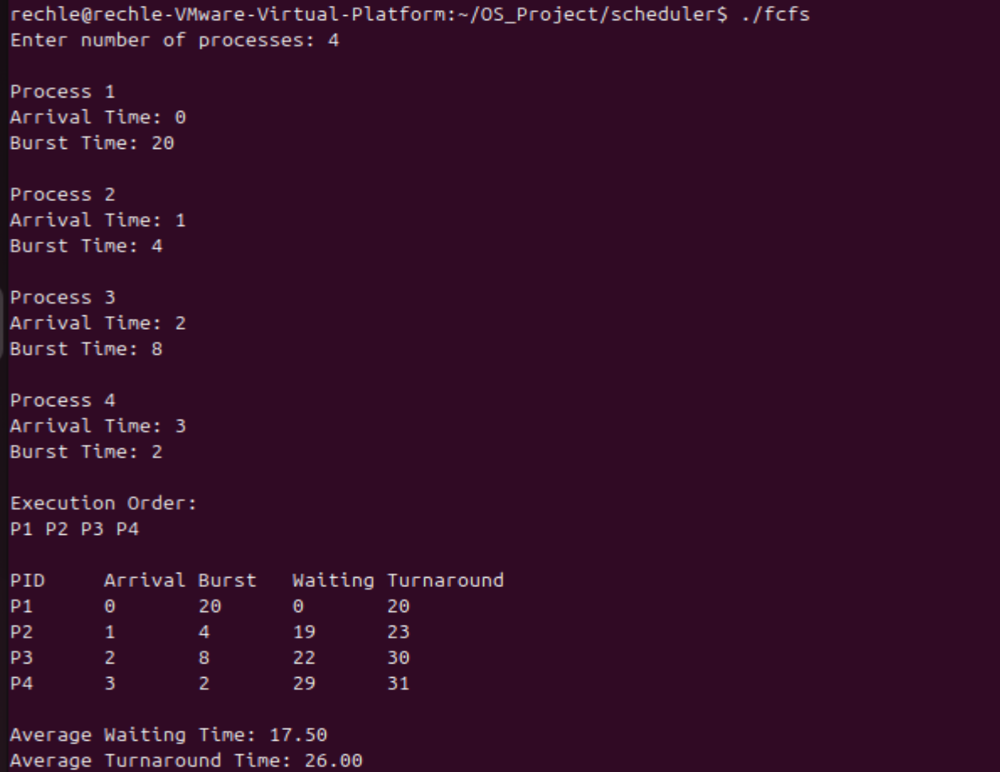 rechle@rechle-VMware-Virtual-Platform:~/OS_Project/scheduler$ ./fcfs
Enter number of processes: 4
Process 1
Arrival Time: 0
Burst Time: 20
Process 2
Arrival Time: 1
Burst Time: 4
Process 3
Arrival Time: 2
Burst Time: 8
Process 4
Arrival Time: 3
Burst Time: 2
Execution Order:
P1 P2 P3 P4
PID Arrival Burst Waiting Turnaround
P1 0 20 0 20
P2 1 4 19 23
P3 2 8 22 30
P4 3 2 29 31
Average Waiting Time: 17.50
Average Turnaround Time: 26.00